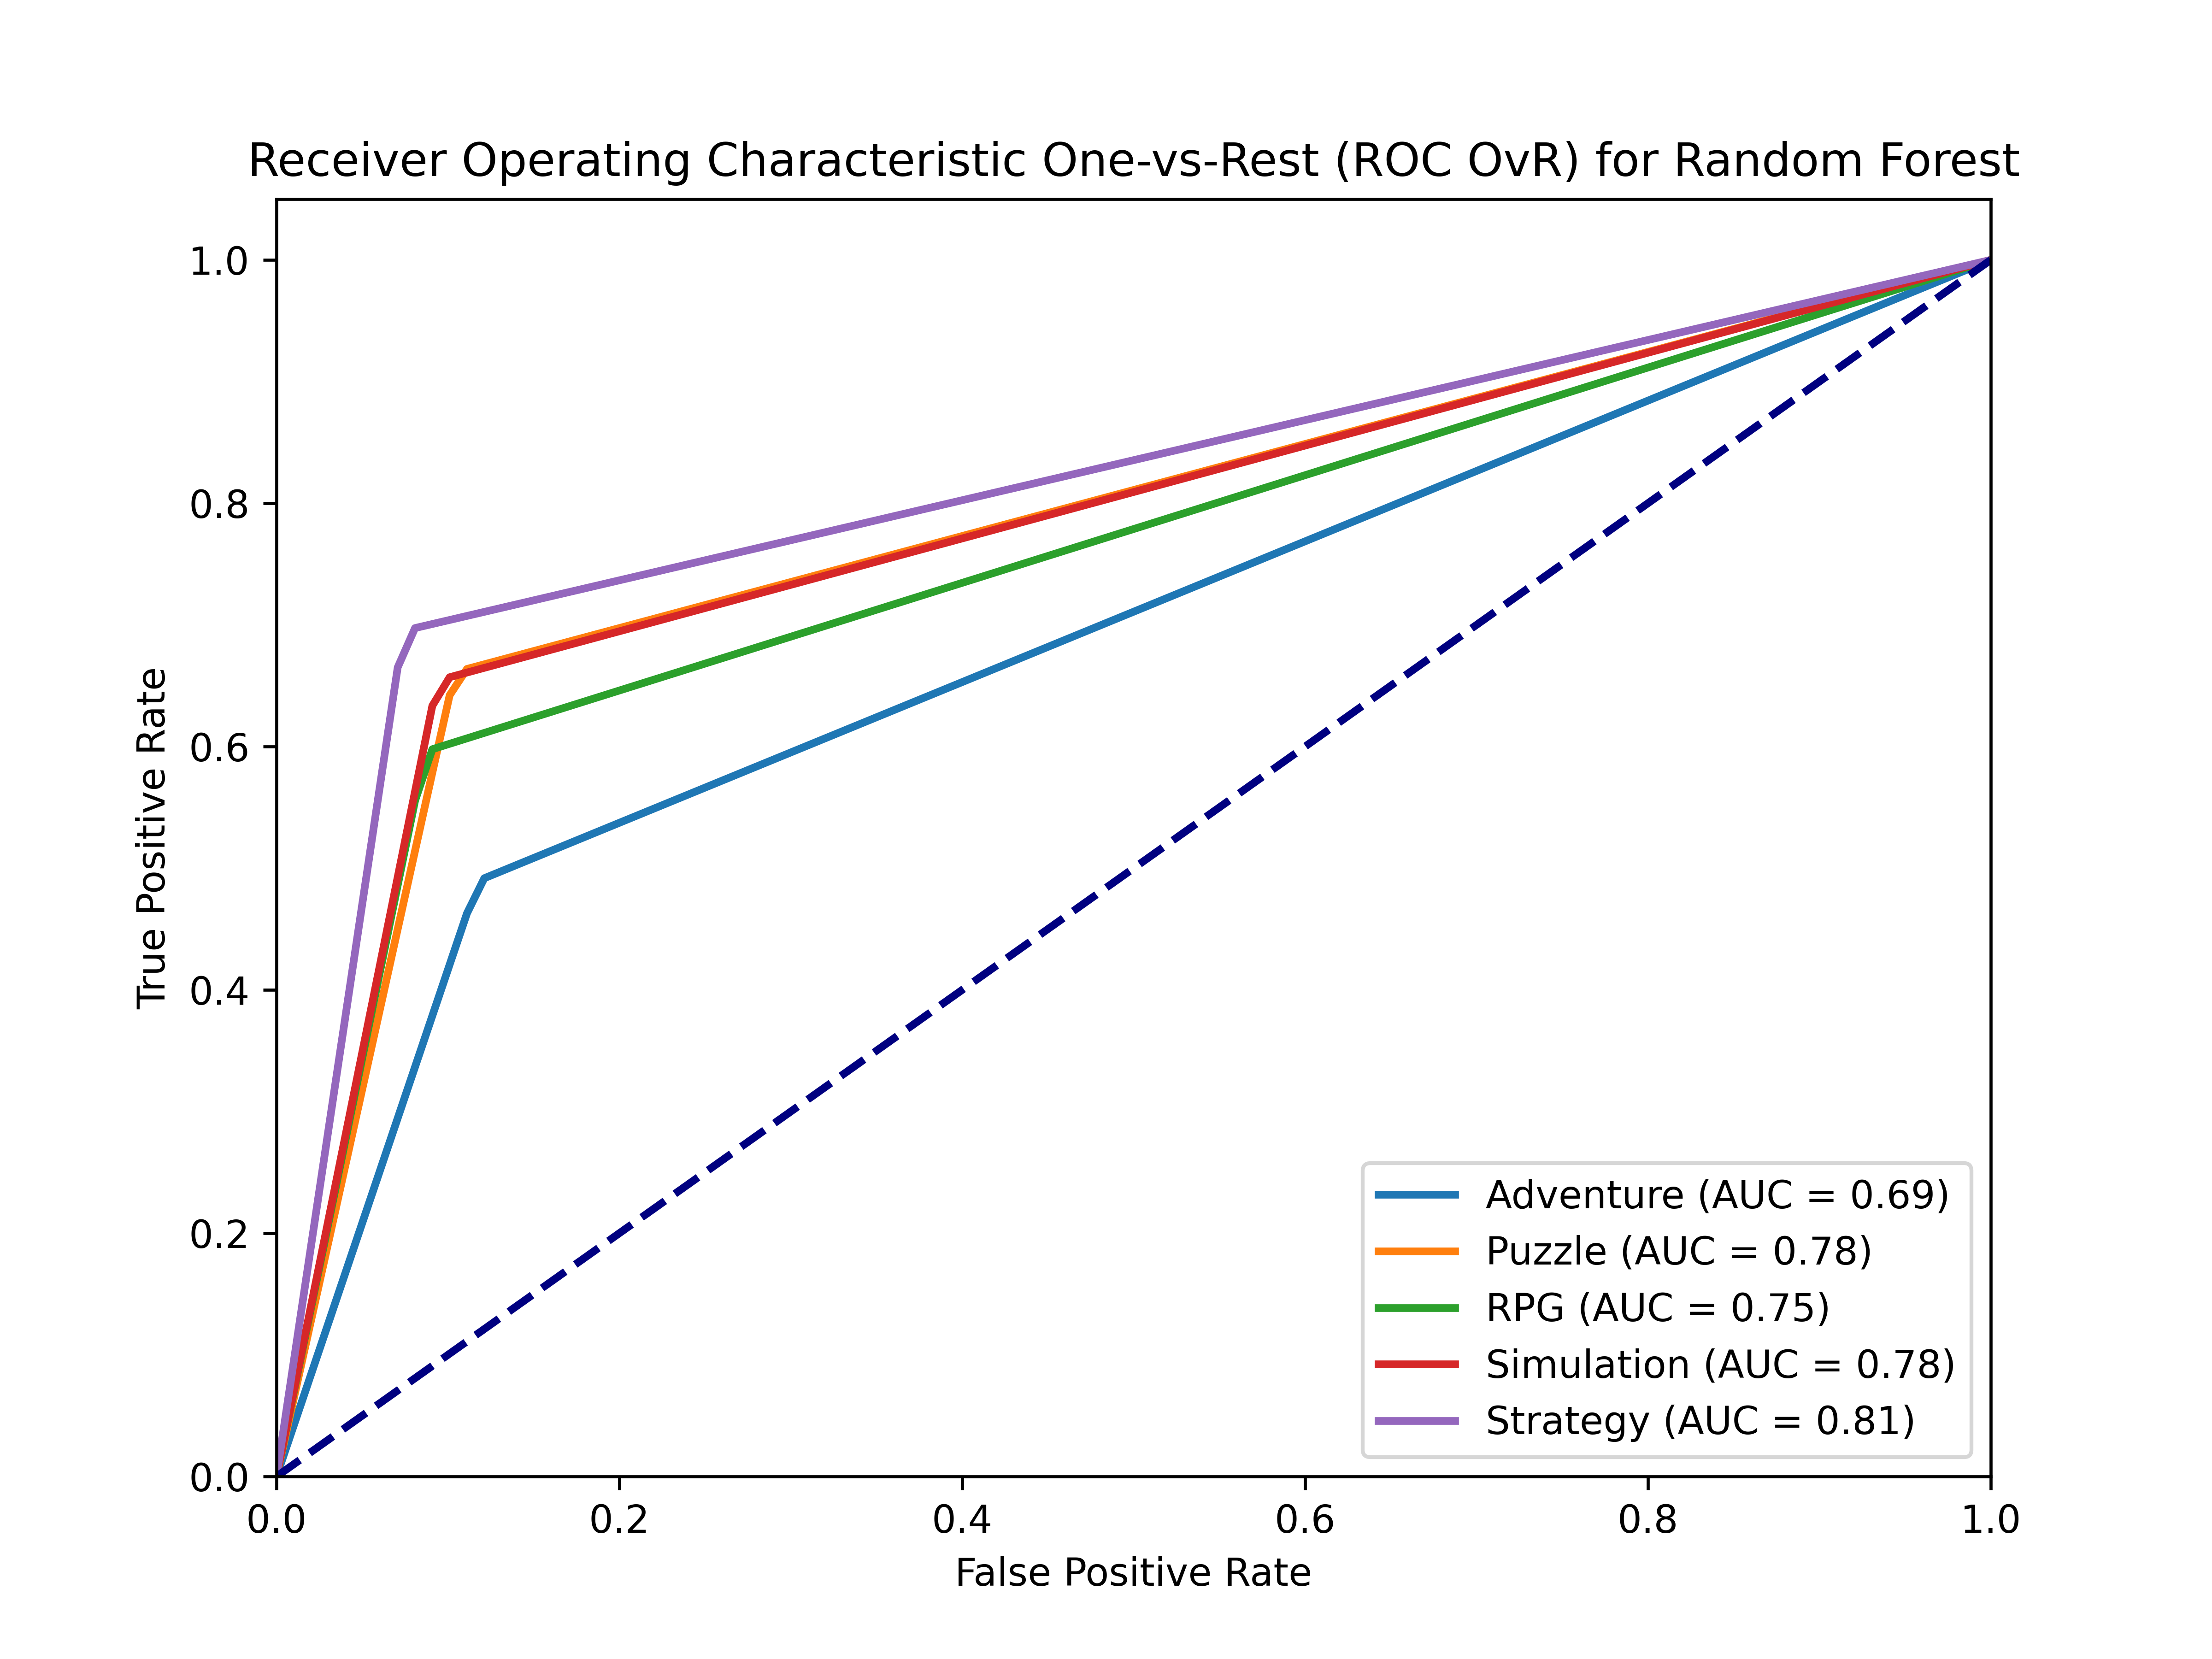 Receiver Operating Characteristic One-vs-Rest (ROC OvR) for Random Forest
1.0
0.8
0.6
0.4
0.2
0.0
True Positive Rate
0.0 0.2 0.4 0.6 0.8 1.0
False Positive Rate
Adventure (AUC = 0.69)
Puzzle (AUC = 0.78)
RPG (AUC = 0.75)
Simulation (AUC = 0.78)
Strategy (AUC = 0.81)